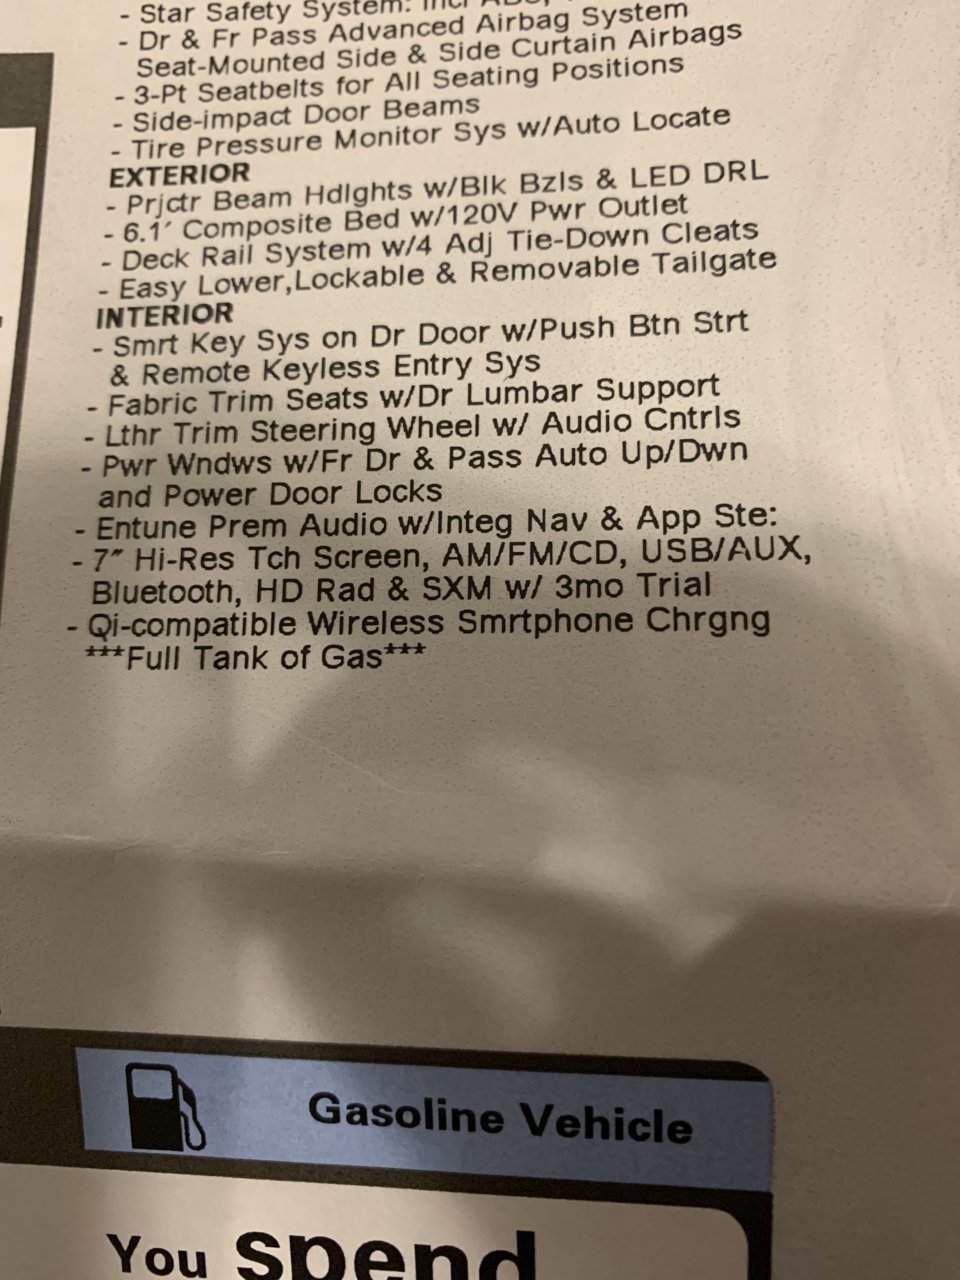 - Star Safety System: Incl ABS,
- Dr & Fr Pass Advanced Airbag System
Seat-Mounted Side & Side Curtain Airbags
- 3-Pt Seatbelts for All Seating Positions
- Side-impact Door Beams
- Tire Pressure Monitor Sys w/Auto Locate
EXTERIOR
- Prjctr Beam Hdlghts w/Blk Bzls & LED DRL
- 6.1′ Composite Bed w/120V Pwr Outlet
- Deck Rail System w/4 Adj Tie-Down Cleats
- Easy Lower,Lockable & Removable Tailgate
INTERIOR
- Smrt Key Sys on Dr Door w/Push Btn Strt
& Remote Keyless Entry Sys
- Fabric Trim Seats w/Dr Lumbar Support
- Lthr Trim Steering Wheel w/ Audio Cntrls
- Pwr Wndws w/Fr Dr & Pass Auto Up/Dwn
and Power Door Locks
- Entune Prem Audio w/Integ Nav & App Ste:
- 7″ Hi-Res Tch Screen, AM/FM/CD, USB/AUX,
Bluetooth, HD Rad & SXM w/ 3mo Trial
- Qi-compatible Wireless Smrtphone Chrgng
***Full Tank of Gas***
Gasoline Vehicle
You spend